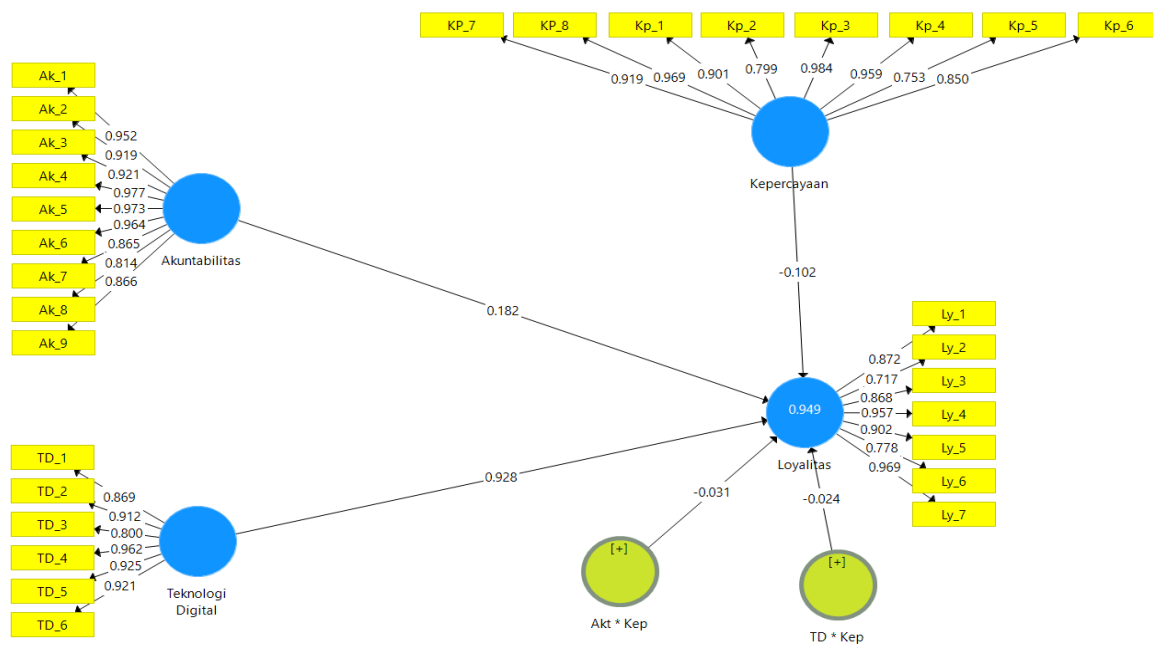 KP_7
KP_8
Kp_1
Kp_2
Kp_3
Kp_4
Kp_5
Kp_6
0.919
0.969
0.901
0.799
0.984
0.959
0.753
0.850
Kepercayaan
Ak_1
Ak_2
Ak_3
Ak_4
Ak_5
Ak_6
Ak_7
Ak_8
Ak_9
0.952
0.919
0.921
0.977
0.973
0.964
0.865
0.814
0.866
Akuntabilitas
-0.102
0.182
Ly_1
Ly_2
Ly_3
Ly_4
Ly_5
Ly_6
Ly_7
0.872
0.717
0.868
0.957
0.902
0.778
0.969
0.949
Loyalitas
TD_1
TD_2
TD_3
TD_4
TD_5
TD_6
0.869
0.912
0.800
0.962
0.925
0.921
Teknologi
Digital
0.928
-0.031
-0.024
[+]
Akt * Kep
[+]
TD * Kep